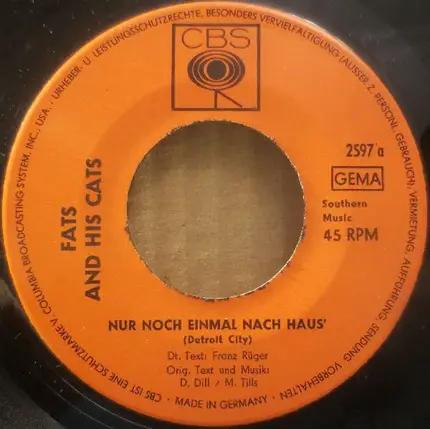 CBS
2597 a
GEMA
Southern
Music
45 RPM
FATS
AND HIS CATS
NUR NOCH EINMAL NACH HAUS'
(Detroit City)
Dt. Text: Franz Rüger
Orig. Text und Musik:
D. Dill / M. Tills
CBS IST EINE SCHUTZMARKE V. COLUMBIA BROADCASTING SYSTEM, INC., USA. • URHEBER. U. LEISTUNGSSCHUTZRECHTE, BESONDERS VERVIELFÄLTIGUNG (AUSSER Z. PERSÖNL. GEBRAUCH), VERMIETUNG, AUFFÜHRUNG, SENDUNG VORBEHALTEN •
MADE IN GERMANY